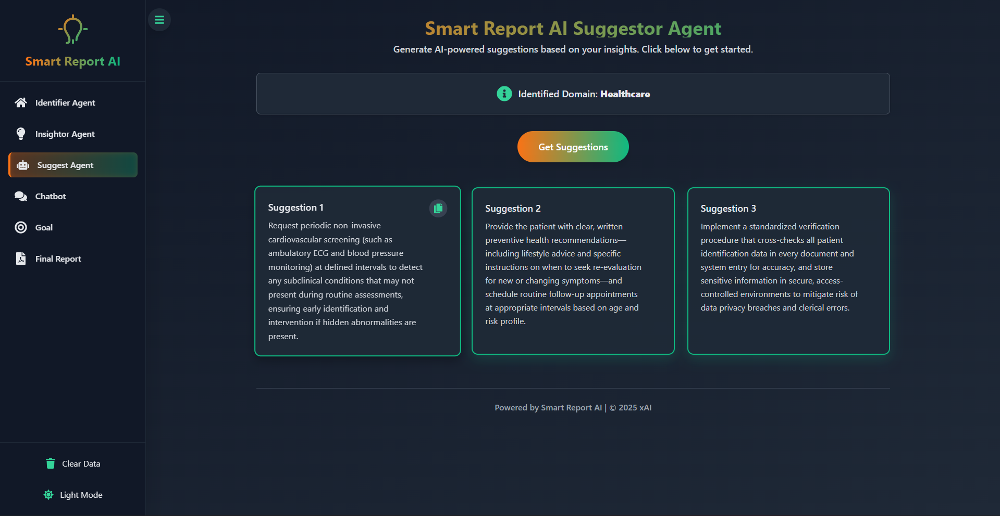 Smart Report AI
Identifier Agent
Insightor Agent
Suggest Agent
Chatbot
Goal
Final Report
Clear Data
Light Mode
Smart Report AI Suggestor Agent
Generate AI-powered suggestions based on your insights. Click below to get started.
Identified Domain: Healthcare
Get Suggestions
Suggestion 1
Request periodic non-invasive
cardiovascular screening (such as
ambulatory ECG and blood pressure
monitoring) at defined intervals to detect
any subclinical conditions that may not
present during routine assessments,
ensuring early identification and
intervention if hidden abnormalities are
present.
Suggestion 2
Provide the patient with clear, written
preventive health recommendations—
including lifestyle advice and specific
instructions on when to seek re-evaluation
for new or changing symptoms—and
schedule routine follow-up appointments
at appropriate intervals based on age and
risk profile.
Suggestion 3
Implement a standardized verification
procedure that cross-checks all patient
identification data in every document and
system entry for accuracy, and store
sensitive information in secure, access-
controlled environments to mitigate risk of
data privacy breaches and clerical errors.
Powered by Smart Report AI | © 2025 xAI